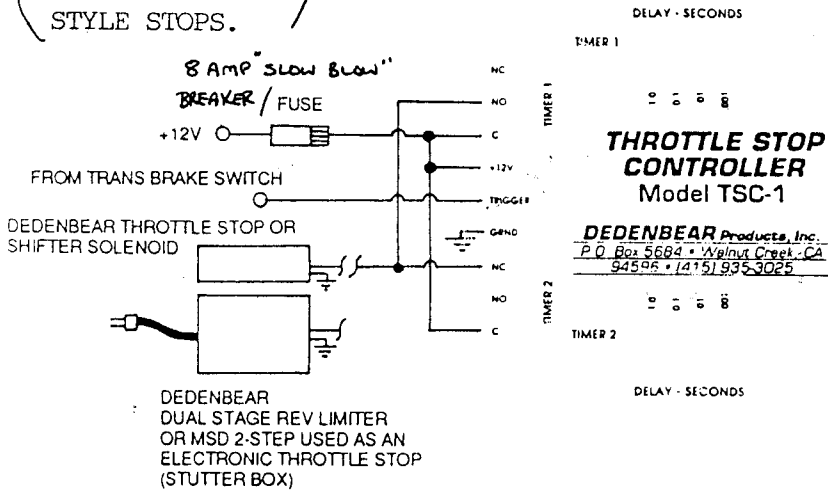 STYLE STOPS.
8 AMP "SLOW BLOW"
BREAKER / FUSE
+12V
FROM TRANS BRAKE SWITCH
DEDENBEAR THROTTLE STOP OR
SHIFTER SOLENOID
DEDENBEAR
DUAL STAGE REV LIMITER
OR MSD 2-STEP USED AS AN
ELECTRONIC THROTTLE STOP
(STUTTER BOX)
NC
NO
C
+12V
TRIGGER
GRND
NC
NO
C
TIMER 1
TIMER 2
DELAY - SECONDS
TIMER 1
THROTTLE STOP
CONTROLLER
Model TSC-1
DEDENBEAR Products, Inc.
P.O. Box 5684 • Walnut Creek, CA
94596 • (415) 935-3025
TIMER 2
DELAY - SECONDS